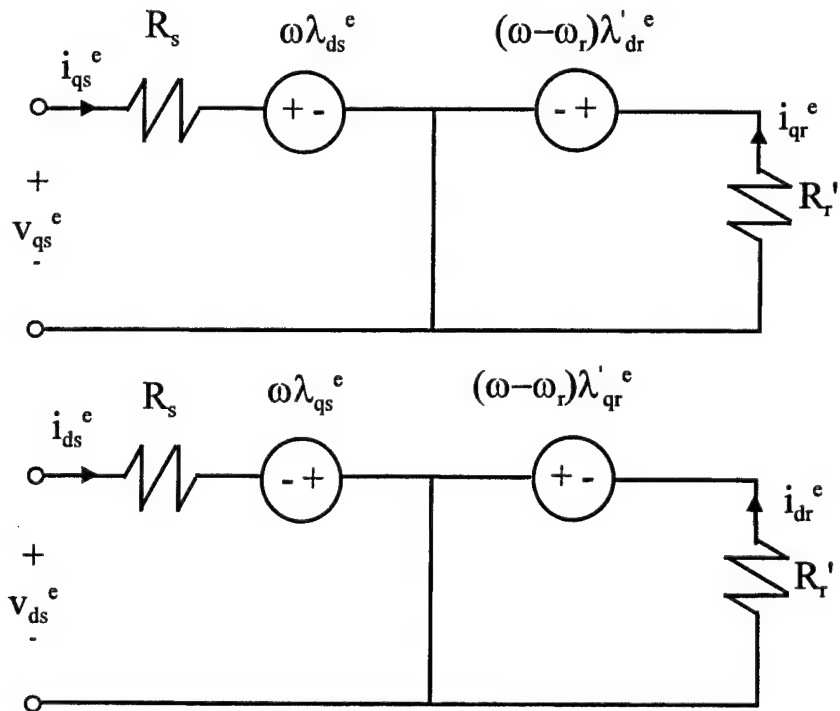 R_s ωλ_ds^e (ω−ω_r)λ'_dr^e
i_qs^e
+ - - +
i_qr^e
+
R_r'
v_qs^e
-
R_s ωλ_qs^e (ω−ω_r)λ'_qr^e
i_ds^e
- + + -
i_dr^e
+
R_r'
v_ds^e
-